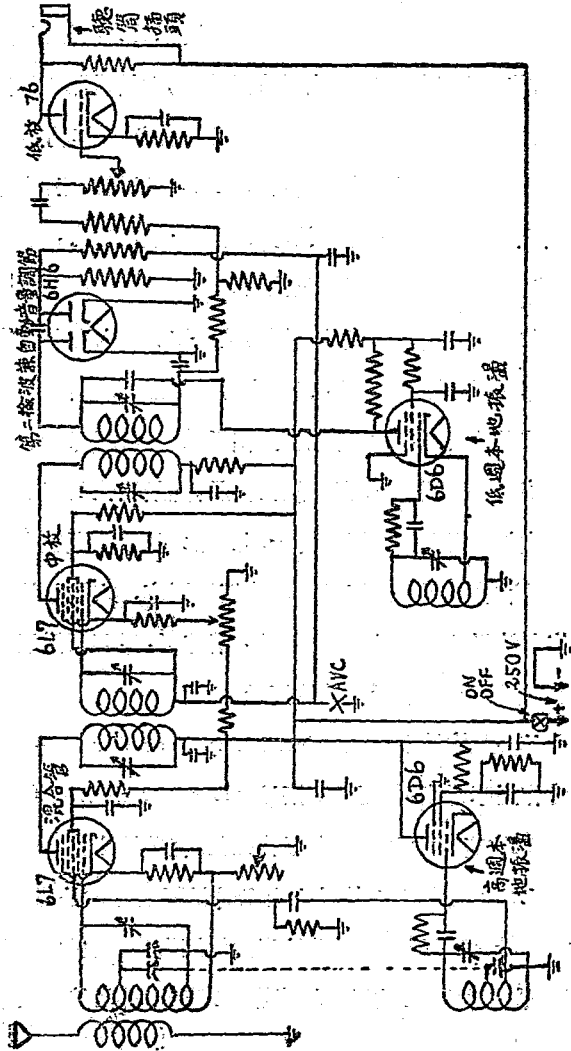 6L7
混合管
6L7
中放
第二檢波兼自動音量調節
6H6
低放 76
聽筒插頭
XAVC
6D6
低週本地振盪
6D6
高週本
地振盪
ON
OFF
250V
+ -